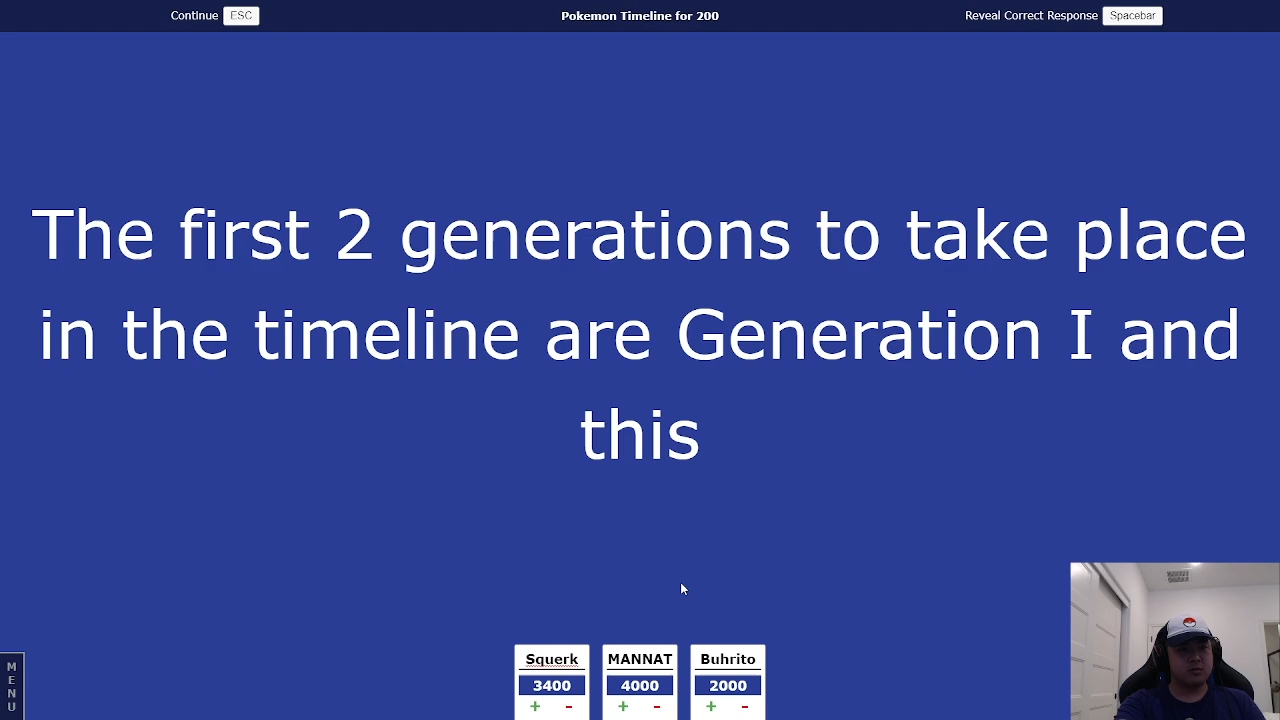 Continue ESC
Pokemon Timeline for 200
Reveal Correct Response Spacebar
The first 2 generations to take place
in the timeline are Generation I and
this
MENU
Squerk MANNAT Buhrito
3400 4000 2000
+ - + - + -